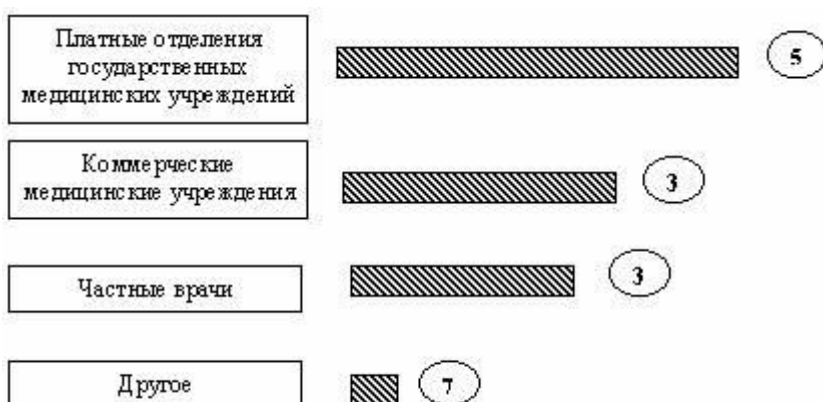 Платные отделения
государственных
медицинских учреждений
5
Коммерческие
медицинские учреждения
3
Частные врачи
3
Другое
7